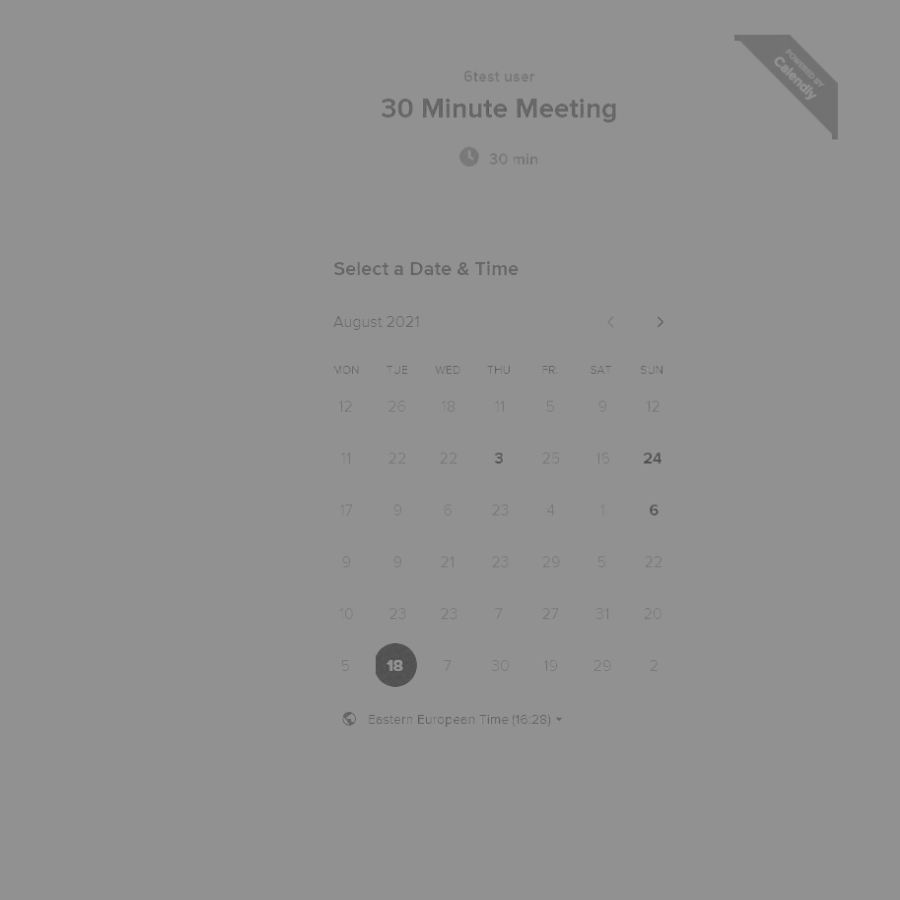 POWERED BY
Calendly
6test user
30 Minute Meeting
30 min
Select a Date & Time
August 2021
MON TUE WED THU FRI SAT SUN
12 26 18 11 5 9 12
11 22 22 3 25 15 24
17 9 6 23 4 1 6
9 9 21 23 29 5 22
10 23 23 7 27 31 20
5 18 7 30 19 29 2
Eastern European Time (16:28)